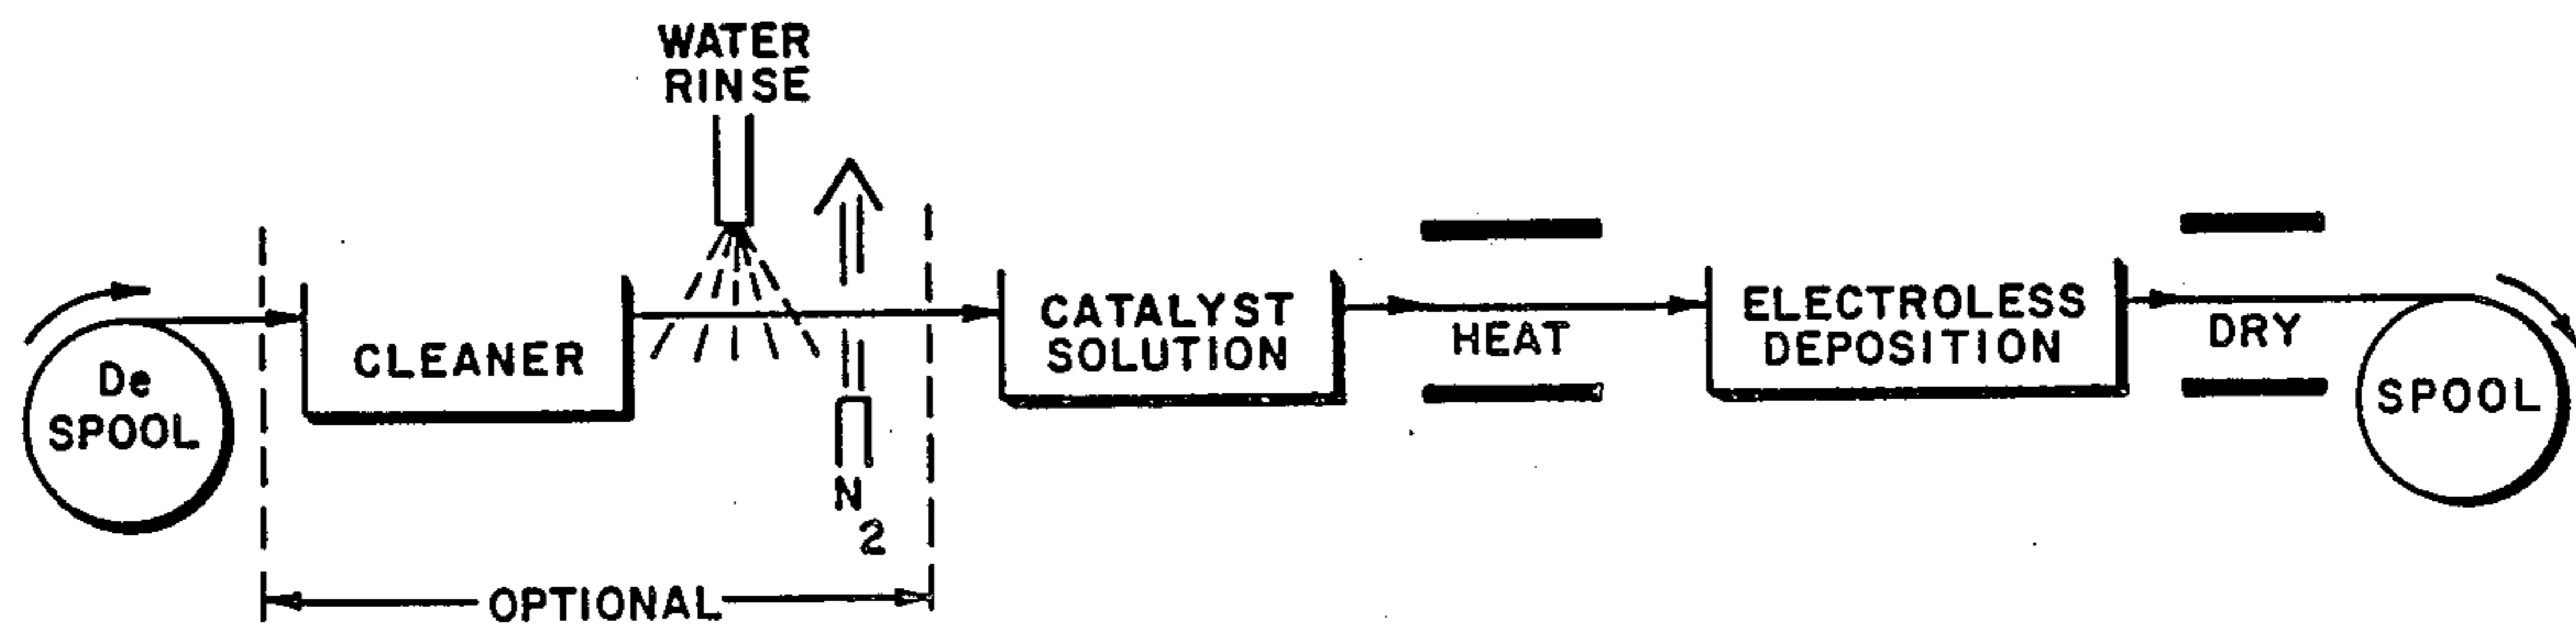 WATER
RINSE
De
SPOOL
CLEANER
N
2
OPTIONAL
CATALYST
SOLUTION
HEAT
ELECTROLESS
DEPOSITION
DRY
SPOOL